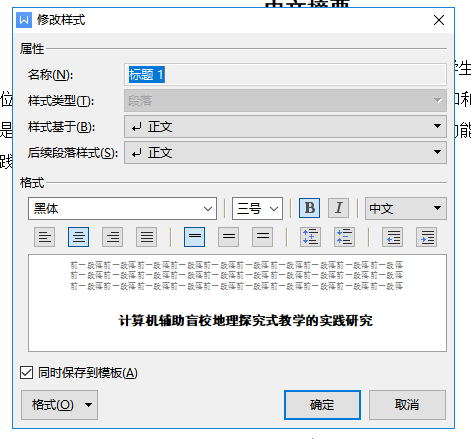 中文摘要
修改样式
属性
名称(N): 标题 1
样式类型(T): 段落
样式基于(B): 正文
后续段落样式(S): 正文
格式
黑体 三号 B I 中文
前一段落前一段落前一段落前一段落前一段落前一段落前一段落前一段落前一段落前一段落
前一段落前一段落前一段落前一段落前一段落前一段落前一段落前一段落前一段落前一段落
前一段落前一段落前一段落前一段落前一段落前一段落前一段落前一段落前一段落前一段落
计算机辅助盲校地理探究式教学的实践研究
同时保存到模板(A)
格式(O) 确定 取消